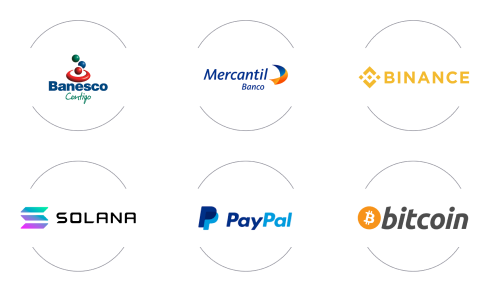 Banesco
Contigo
Mercantil
Banco
BINANCE
SOLANA
PayPal
bitcoin